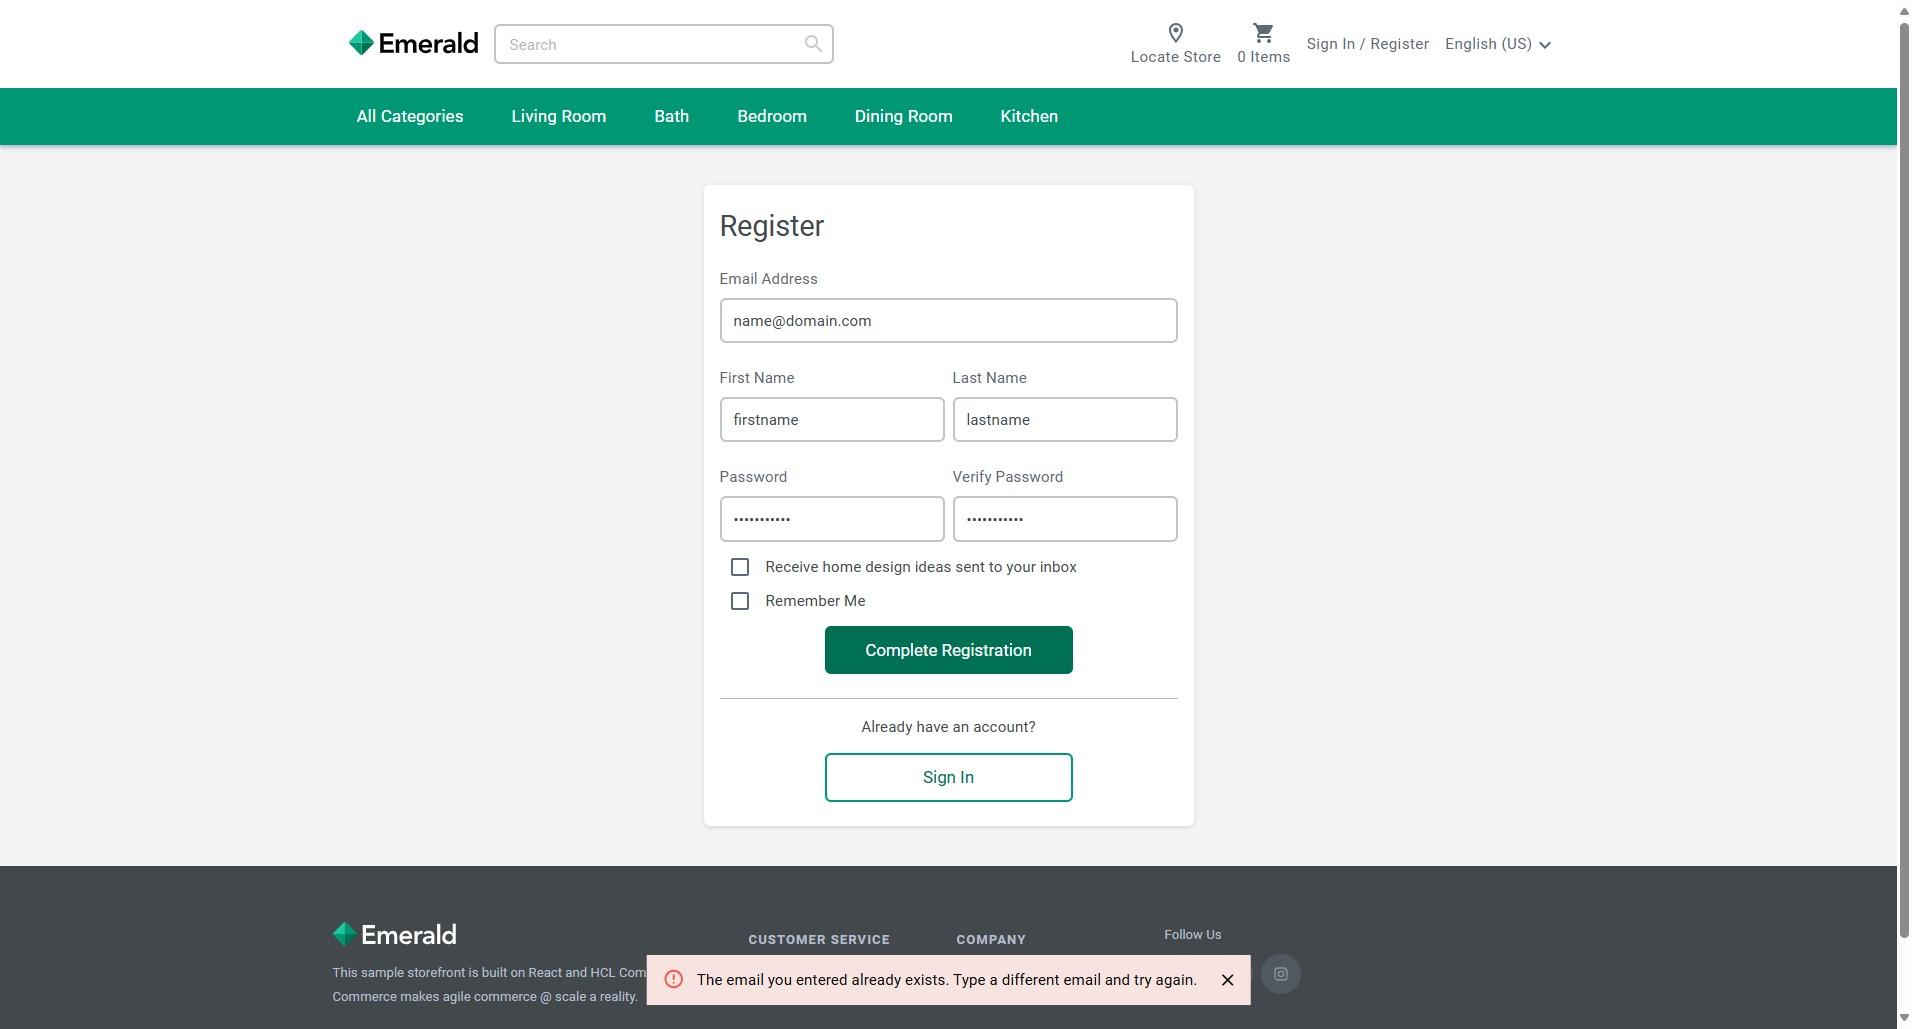 Emerald
Search
Locate Store
0 Items
Sign In / Register
English (US)
All Categories
Living Room
Bath
Bedroom
Dining Room
Kitchen
Register
Email Address
name@domain.com
First Name
Last Name
firstname
lastname
Password
Verify Password
•••••••••••
•••••••••••
Receive home design ideas sent to your inbox
Remember Me
Complete Registration
Already have an account?
Sign In
Emerald
CUSTOMER SERVICE
COMPANY
Follow Us
This sample storefront is built on React and HCL Com
Commerce makes agile commerce @ scale a reality.
The email you entered already exists. Type a different email and try again.